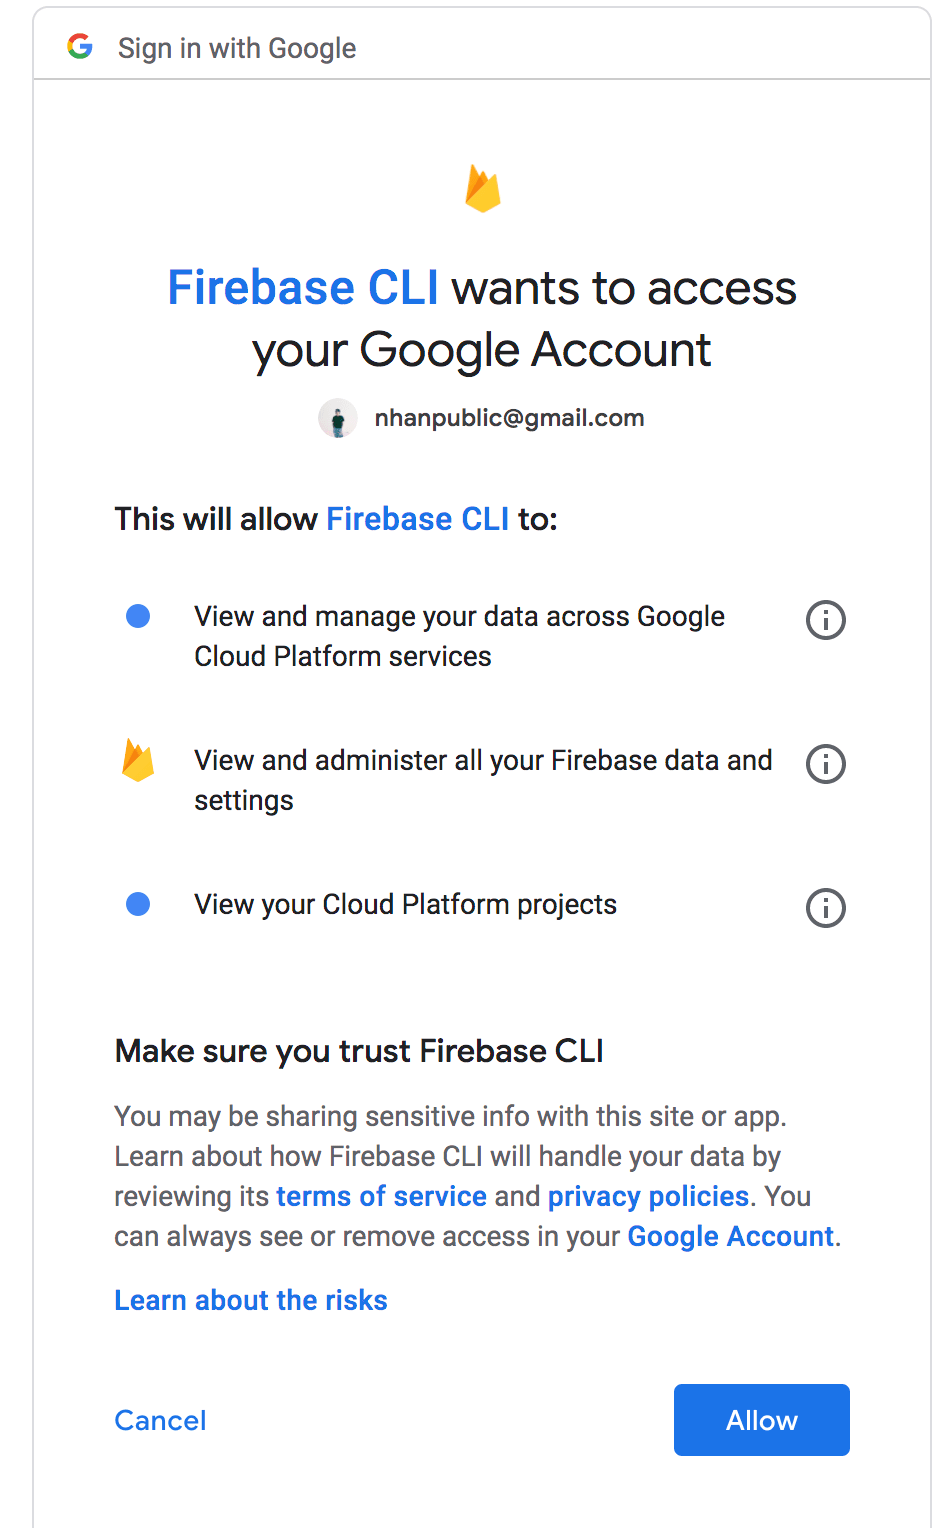 Sign in with Google
Firebase CLI wants to access
your Google Account
nhanpublic@gmail.com
This will allow Firebase CLI to:
View and manage your data across Google
Cloud Platform services
View and administer all your Firebase data and
settings
View your Cloud Platform projects
Make sure you trust Firebase CLI
You may be sharing sensitive info with this site or app.
Learn about how Firebase CLI will handle your data by
reviewing its terms of service and privacy policies. You
can always see or remove access in your Google Account.
Learn about the risks
Cancel
Allow